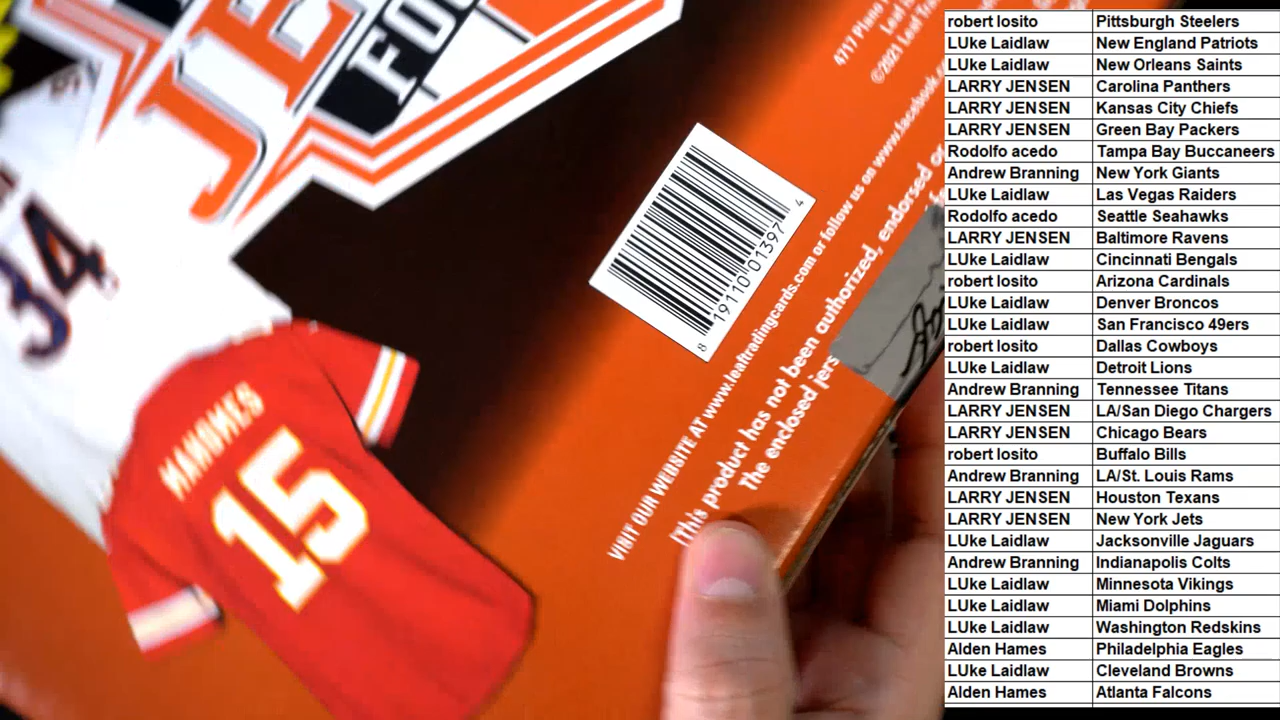 JE
FO
34
MAHOMES
15
8 19110 01397 4
4717 Plano
©2021 Leaf
VISIT OUR WEBSITE AT www.leaftradingcards.com or follow us on www.facebook.
(This product has not been authorized, endorsed
The enclosed jers
robert losito Pittsburgh Steelers
LUke Laidlaw New England Patriots
LUke Laidlaw New Orleans Saints
LARRY JENSEN Carolina Panthers
LARRY JENSEN Kansas City Chiefs
LARRY JENSEN Green Bay Packers
Rodolfo acedo Tampa Bay Buccaneers
Andrew Branning New York Giants
LUke Laidlaw Las Vegas Raiders
Rodolfo acedo Seattle Seahawks
LARRY JENSEN Baltimore Ravens
LUke Laidlaw Cincinnati Bengals
robert losito Arizona Cardinals
LUke Laidlaw Denver Broncos
LUke Laidlaw San Francisco 49ers
robert losito Dallas Cowboys
LUke Laidlaw Detroit Lions
Andrew Branning Tennessee Titans
LARRY JENSEN LA/San Diego Chargers
LARRY JENSEN Chicago Bears
robert losito Buffalo Bills
Andrew Branning LA/St. Louis Rams
LARRY JENSEN Houston Texans
LARRY JENSEN New York Jets
LUke Laidlaw Jacksonville Jaguars
Andrew Branning Indianapolis Colts
LUke Laidlaw Minnesota Vikings
LUke Laidlaw Miami Dolphins
LUke Laidlaw Washington Redskins
Alden Hames Philadelphia Eagles
LUke Laidlaw Cleveland Browns
Alden Hames Atlanta Falcons